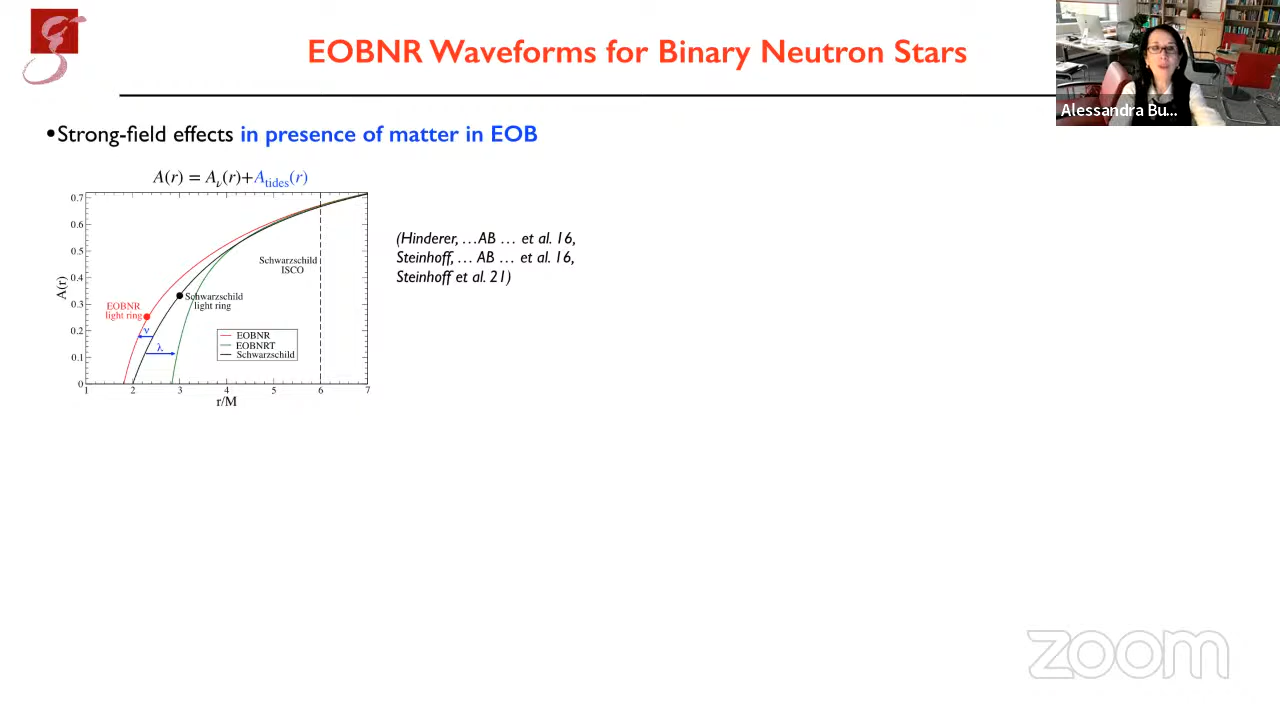 EOBNR Waveforms for Binary Neutron Stars
Alessandra Bu...
•Strong-field effects in presence of matter in EOB
A(r) = Aν(r)+Atides(r)
(Hinderer, …AB … et al. 16,
Steinhoff, … AB … et al. 16,
Steinhoff et al. 21)
0.7
0.6
0.5
0.4
0.3
0.2
0.1
0
A(r)
Schwarzschild
ISCO
Schwarzschild
light ring
EOBNR
light ring
ν
λ
EOBNR
EOBNRT
Schwarzschild
1 2 3 4 5 6 7
r/M
zoom